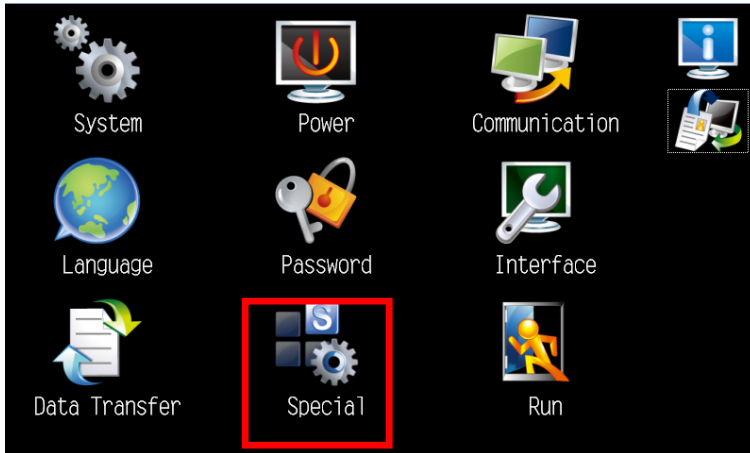 System
Power
Communication
Language
Password
Interface
S
Data Transfer
Special
Run